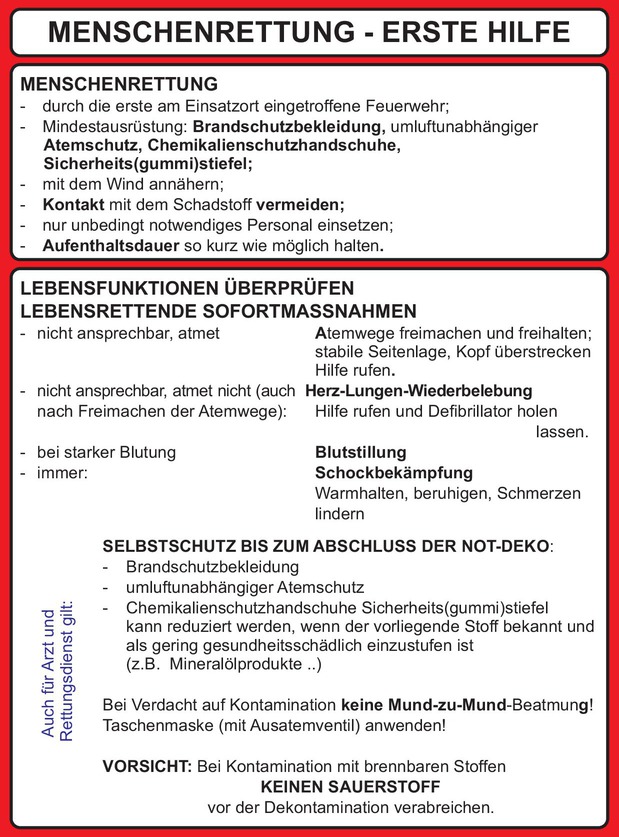 MENSCHENRETTUNG - ERSTE HILFE
MENSCHENRETTUNG
- durch die erste am Einsatzort eingetroffene Feuerwehr;
- Mindestausrüstung: Brandschutzbekleidung, umluftunabhängiger
Atemschutz, Chemikalienschutzhandschuhe,
Sicherheits(gummi)stiefel;
- mit dem Wind annähern;
- Kontakt mit dem Schadstoff vermeiden;
- nur unbedingt notwendiges Personal einsetzen;
- Aufenthaltsdauer so kurz wie möglich halten.
LEBENSFUNKTIONEN ÜBERPRÜFEN
LEBENSRETTENDE SOFORTMASSNAHMEN
- nicht ansprechbar, atmet Atemwege freimachen und freihalten;
stabile Seitenlage, Kopf überstrecken
Hilfe rufen.
- nicht ansprechbar, atmet nicht (auch Herz-Lungen-Wiederbelebung
nach Freimachen der Atemwege): Hilfe rufen und Defibrillator holen
lassen.
- bei starker Blutung Blutstillung
- immer: Schockbekämpfung
Warmhalten, beruhigen, Schmerzen
lindern
SELBSTSCHUTZ BIS ZUM ABSCHLUSS DER NOT-DEKO:
- Brandschutzbekleidung
- umluftunabhängiger Atemschutz
- Chemikalienschutzhandschuhe Sicherheits(gummi)stiefel
kann reduziert werden, wenn der vorliegende Stoff bekannt und
als gering gesundheitsschädlich einzustufen ist
(z.B. Mineralölprodukte ..)
Auch für Arzt und
Rettungsdienst gilt:
Bei Verdacht auf Kontamination keine Mund-zu-Mund-Beatmung!
Taschenmaske (mit Ausatemventil) anwenden!
VORSICHT: Bei Kontamination mit brennbaren Stoffen
KEINEN SAUERSTOFF
vor der Dekontamination verabreichen.